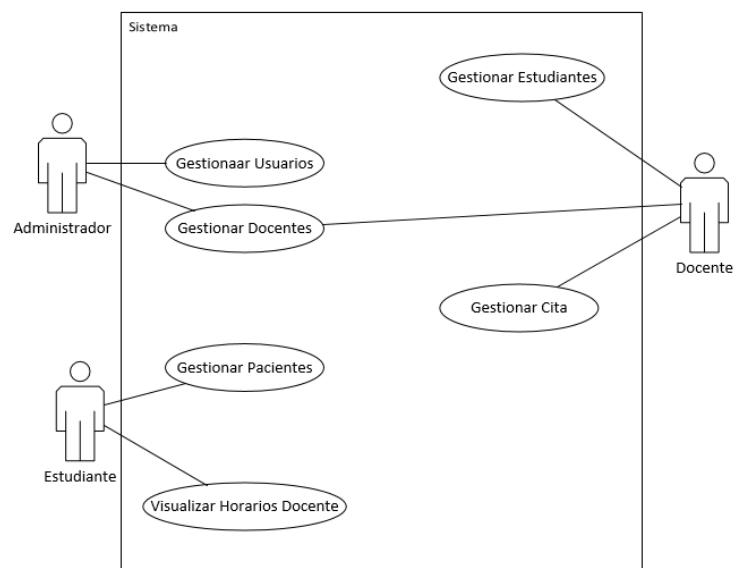 Sistema
Gestionar Estudiantes
Gestionaar Usuarios
Administrador
Gestionar Docentes
Docente
Gestionar Cita
Gestionar Pacientes
Estudiante
Visualizar Horarios Docente